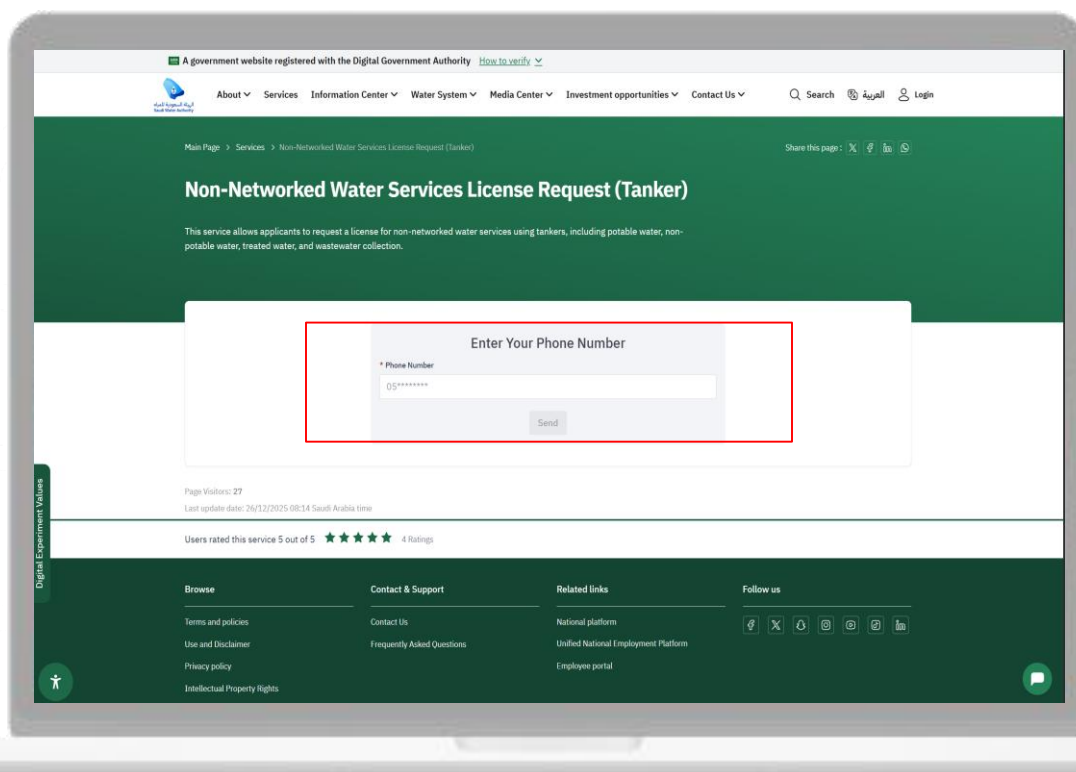 A government website registered with the Digital Government Authority How to verify
Saudi Water Authority
About Services Information Center Water System Media Center Investment opportunities Contact Us Search العربية Login
Main Page > Services > Non-Networked Water Services License Request (Tanker)
Share this page :
Non-Networked Water Services License Request (Tanker)
This service allows applicants to request a license for non-networked water services using tankers, including potable water, non-
potable water, treated water, and wastewater collection.
Enter Your Phone Number
* Phone Number
05********
Send
Digital Experiment Values
Page Visitors: 27
Last update date: 26/12/2025 08:14 Saudi Arabia time
Users rated this service 5 out of 5 4 Ratings
Browse
Terms and policies
Use and Disclaimer
Privacy policy
Intellectual Property Rights
Contact & Support
Contact Us
Frequently Asked Questions
Related links
National platform
Unified National Employment Platform
Employee portal
Follow us